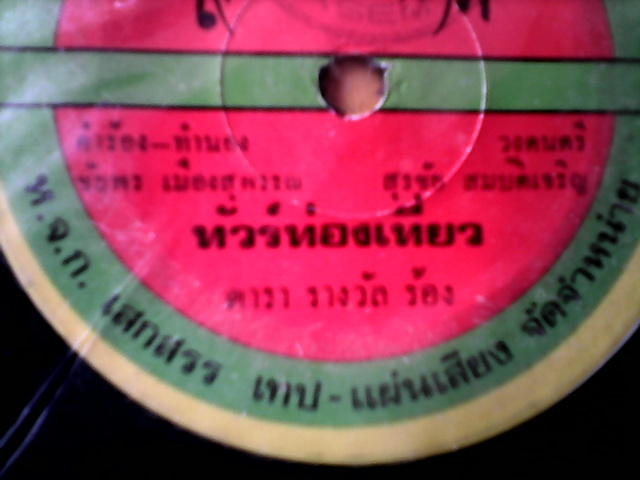 คำร้อง-ทำนอง วงดนตรี
เมืองสุพรรณ สุรชัย สมบัติเจริญ
ทัวร์ท่องเที่ยว
ดารา รางวัล ร้อง
ห.จ.ก. เสกสรร เทป-แผ่นเสียง จัดจำหน่าย